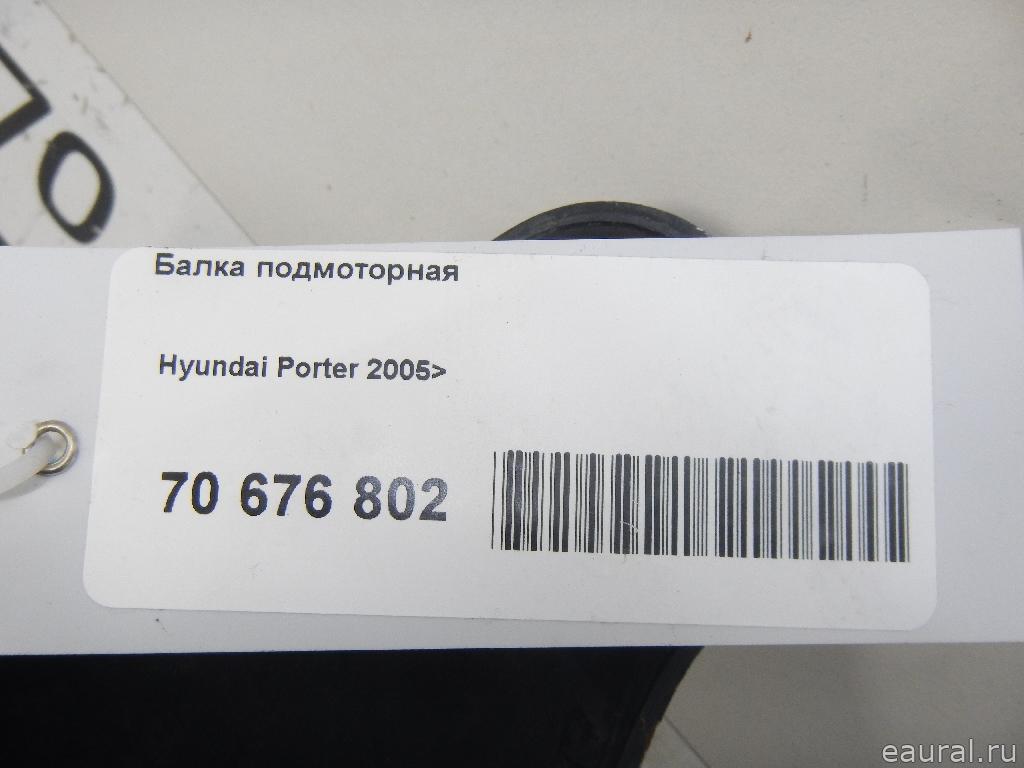 Балка подмоторная
Hyundai Porter 2005>
70 676 802
eaural.ru